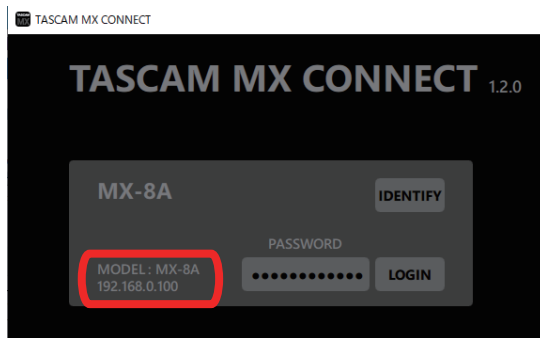 TASCAM MX CONNECT
TASCAM MX CONNECT 1.2.0
MX-8A
IDENTIFY
PASSWORD
MODEL : MX-8A
192.168.0.100
●●●●●●●●●●●●
LOGIN